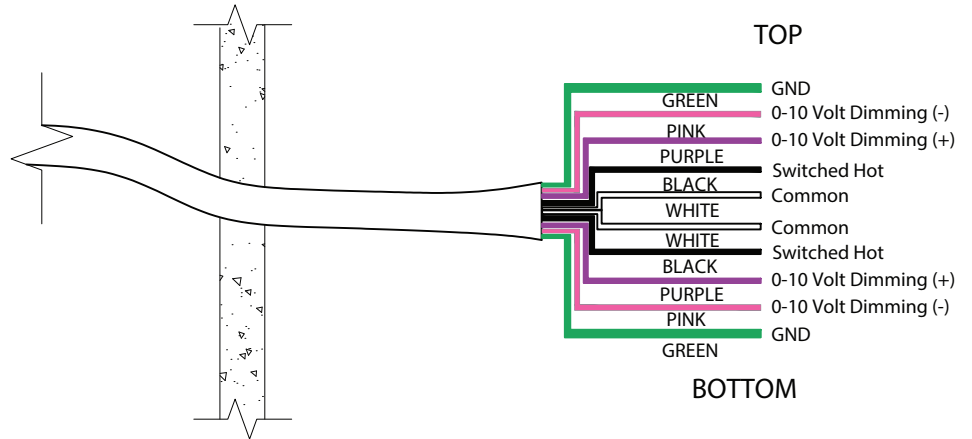 TOP
GND
GREEN
0-10 Volt Dimming (-)
PINK
0-10 Volt Dimming (+)
PURPLE
Switched Hot
BLACK
Common
WHITE
Common
WHITE
Switched Hot
BLACK
0-10 Volt Dimming (+)
PURPLE
0-10 Volt Dimming (-)
PINK
GND
GREEN
BOTTOM